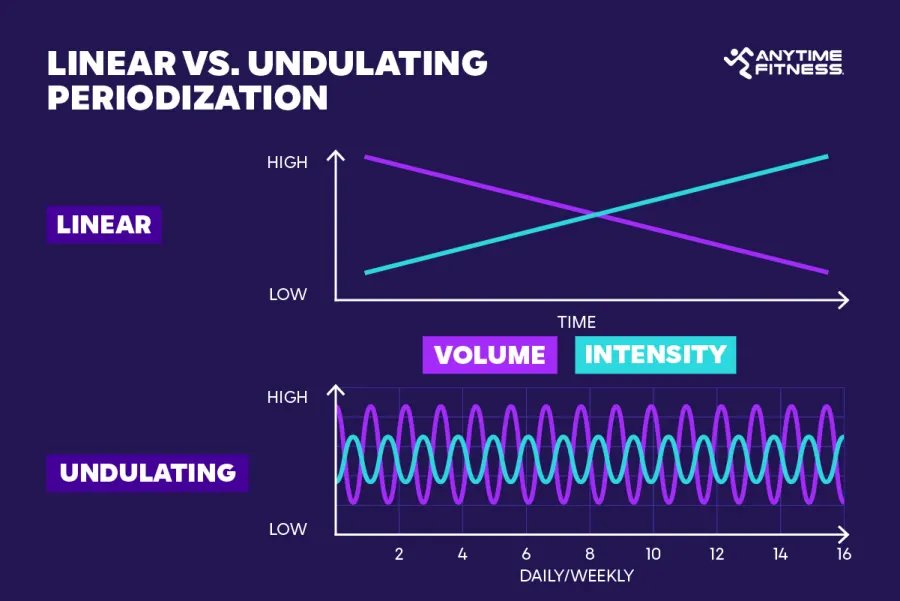 LINEAR VS. UNDULATING
PERIODIZATION
ANYTIME
FITNESS
HIGH
LINEAR
LOW
TIME
VOLUME
INTENSITY
HIGH
UNDULATING
LOW
2 4 6 8 10 12 14 16
DAILY/WEEKLY